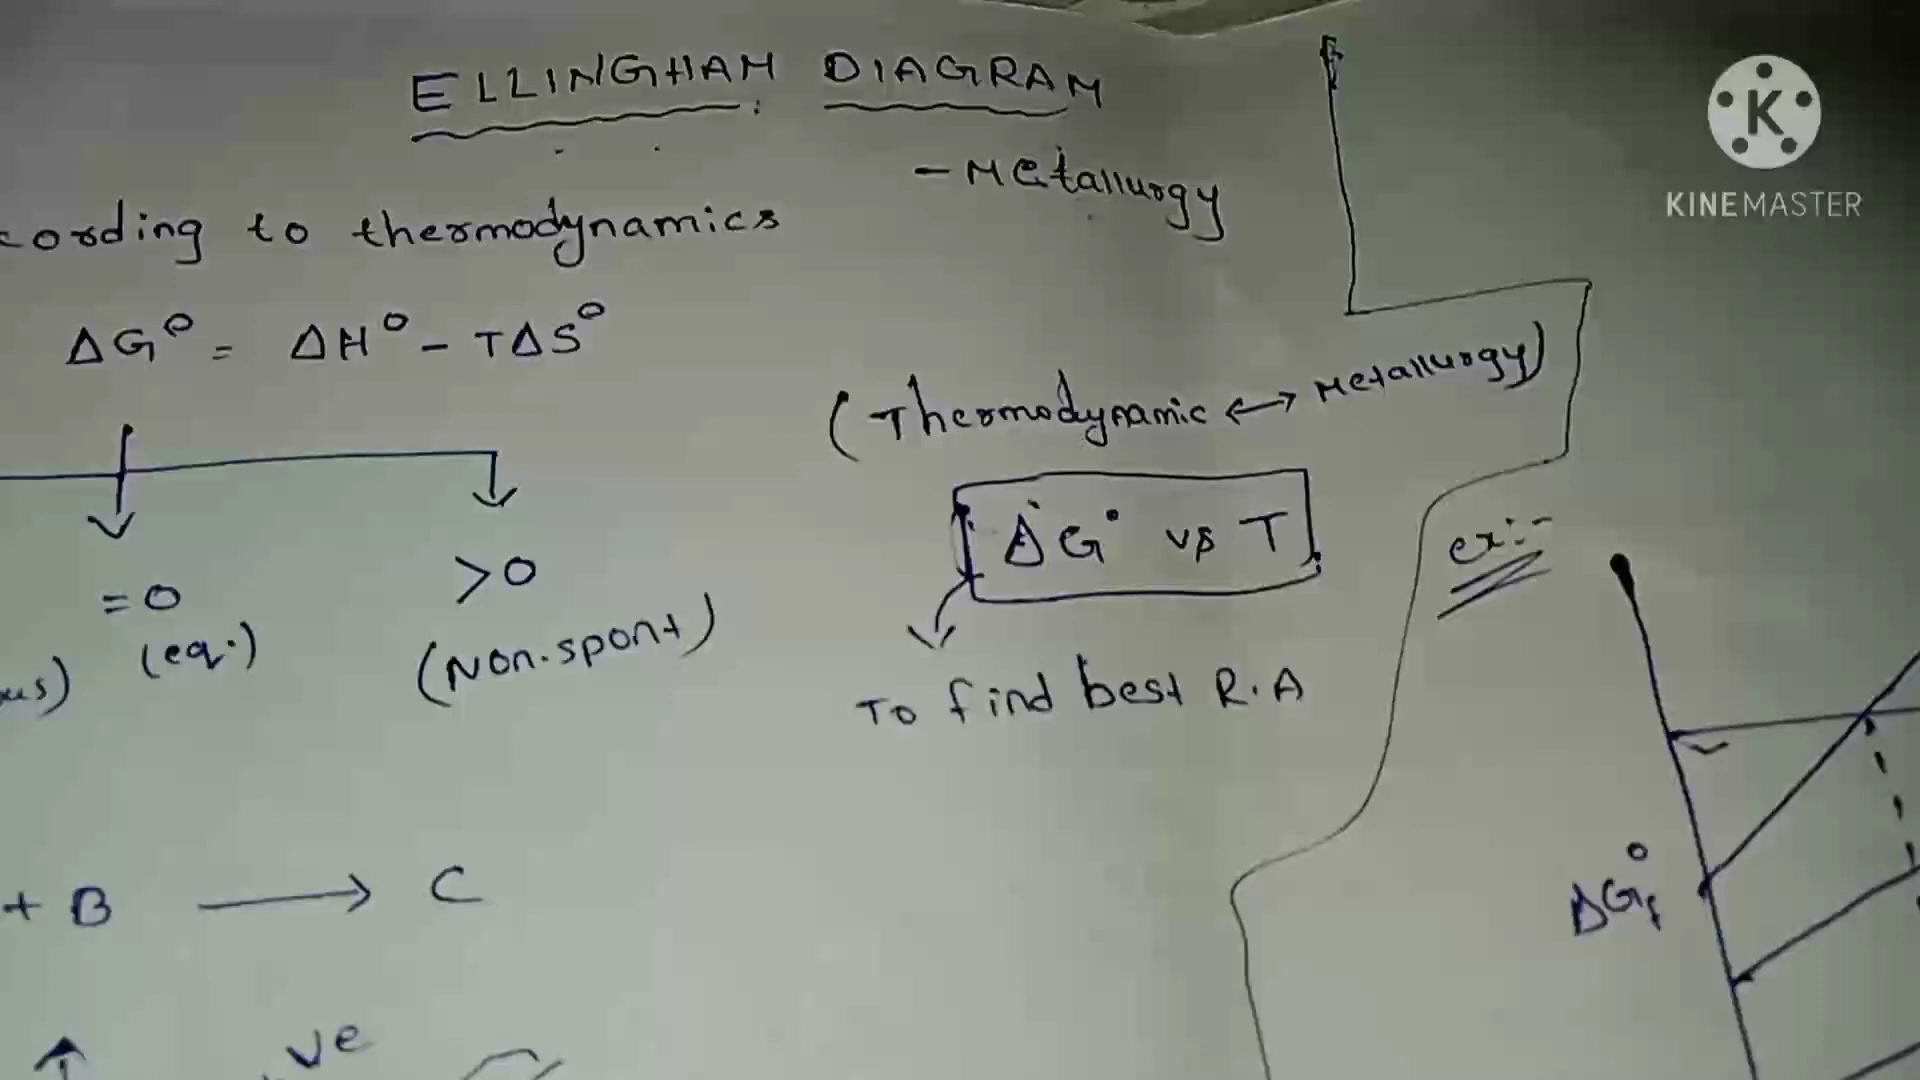 ELLINGHAM DIAGRAM
- Metallurgy
cording to thermodynamics
ΔG° = ΔH° - TΔS°
(Thermodynamic ↔ Metallurgy)
ΔG° vs T
To find best R.A
=0
(eq.)
>0
(Non.spont)
+ B → C
ve
ex:-
ΔG°f
K
KINEMASTER